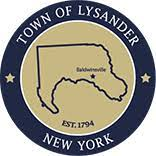 TOWN OF LYSANDER
Baldwinsville
EST. 1794
NEW YORK